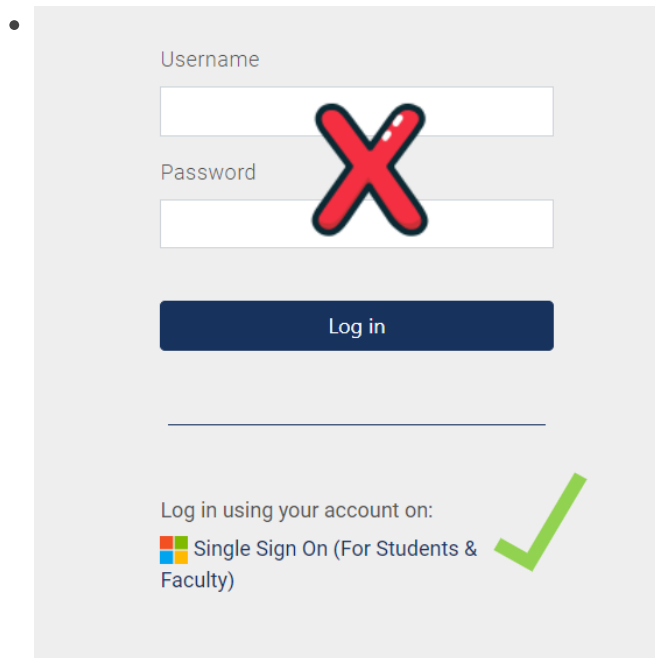 Username
Password
Log in
Log in using your account on:
Single Sign On (For Students &
Faculty)